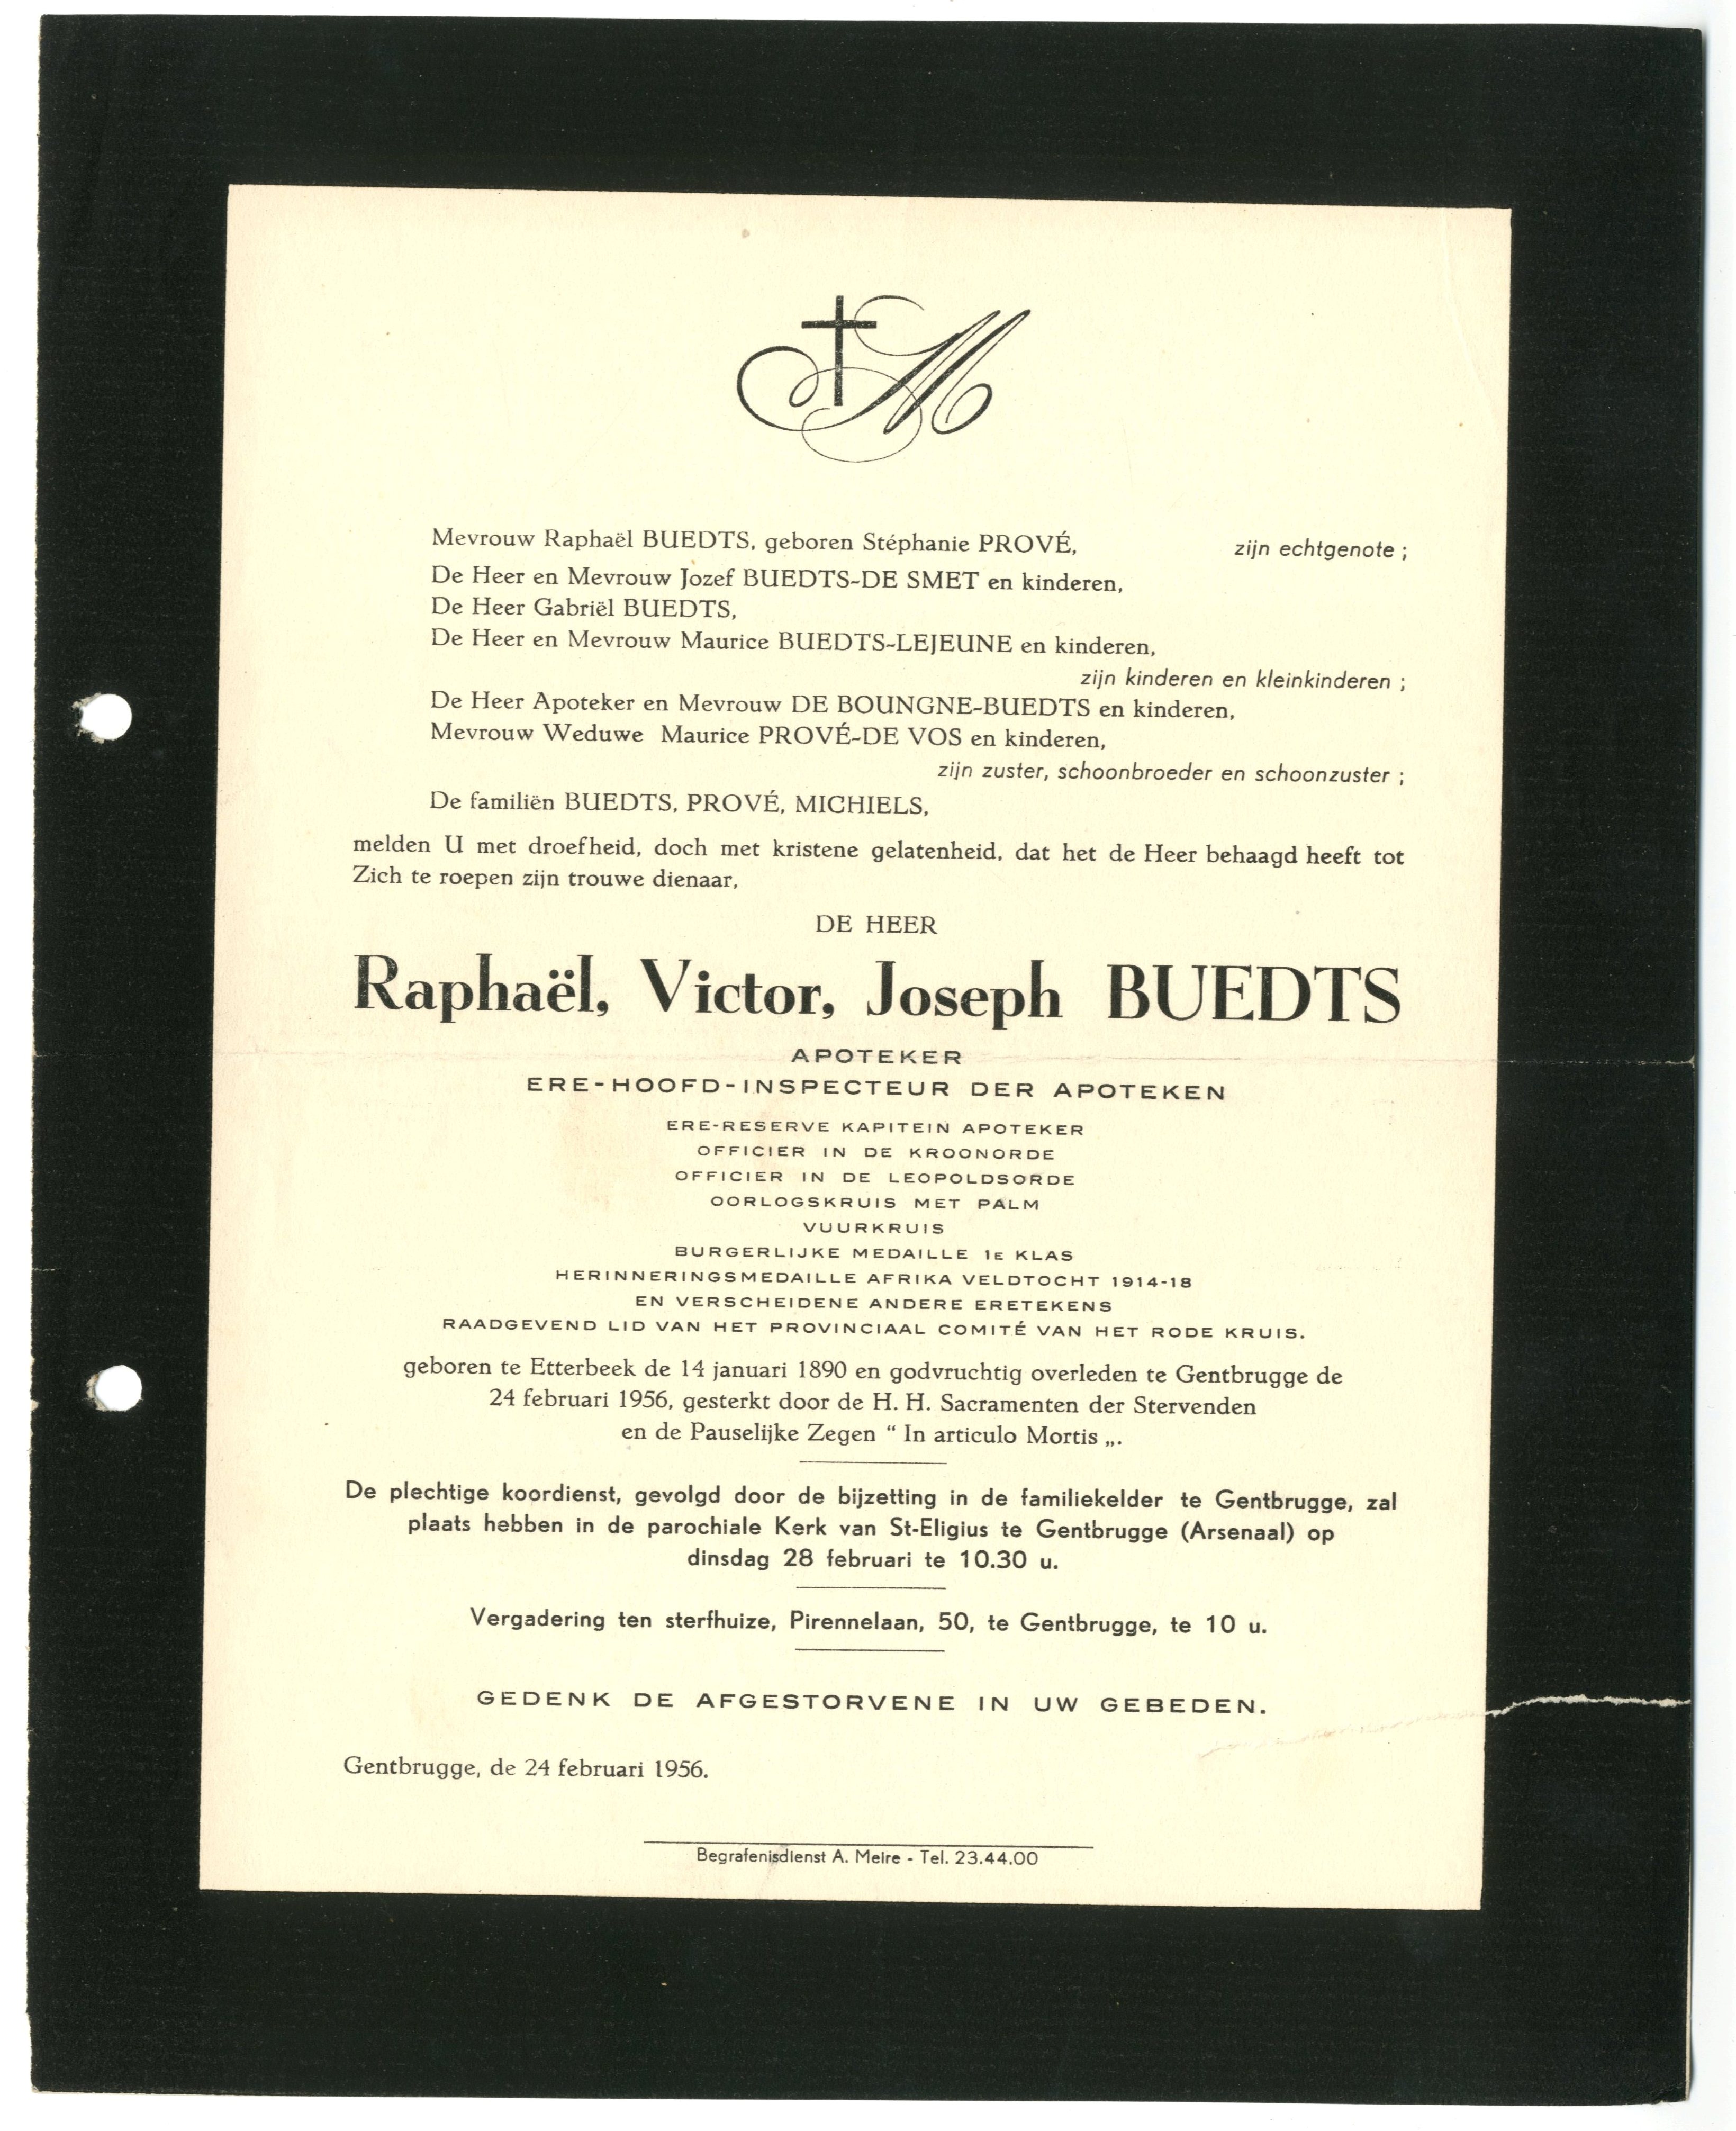 M
Mevrouw Raphaël BUEDTS, geboren Stéphanie PROVÉ, zijn echtgenote ;
De Heer en Mevrouw Jozef BUEDTS-DE SMET en kinderen,
De Heer Gabriël BUEDTS,
De Heer en Mevrouw Maurice BUEDTS-LEJEUNE en kinderen,
zijn kinderen en kleinkinderen ;
De Heer Apoteker en Mevrouw DE BOUNGNE-BUEDTS en kinderen,
Mevrouw Weduwe Maurice PROVÉ-DE VOS en kinderen,
zijn zuster, schoonbroeder en schoonzuster ;
De familiën BUEDTS, PROVÉ, MICHIELS,
melden U met droefheid, doch met kristene gelatenheid, dat het de Heer behaagd heeft tot
Zich te roepen zijn trouwe dienaar,
DE HEER
Raphaël, Victor, Joseph BUEDTS
APOTEKER
ERE-HOOFD-INSPECTEUR DER APOTEKEN
ERE-RESERVE KAPITEIN APOTEKER
OFFICIER IN DE KROONORDE
OFFICIER IN DE LEOPOLDSORDE
OORLOGSKRUIS MET PALM
VUURKRUIS
BURGERLIJKE MEDAILLE 1E KLAS
HERINNERINGSMEDAILLE AFRIKA VELDTOCHT 1914-18
EN VERSCHEIDENE ANDERE ERETEKENS
RAADGEVEND LID VAN HET PROVINCIAAL COMITÉ VAN HET RODE KRUIS.
geboren te Etterbeek de 14 januari 1890 en godvruchtig overleden te Gentbrugge de
24 februari 1956, gesterkt door de H. H. Sacramenten der Stervenden
en de Pauselijke Zegen “ In articulo Mortis „.
De plechtige koordienst, gevolgd door de bijzetting in de familiekelder te Gentbrugge, zal
plaats hebben in de parochiale Kerk van St-Eligius te Gentbrugge (Arsenaal) op
dinsdag 28 februari te 10.30 u.
Vergadering ten sterfhuize, Pirennelaan, 50, te Gentbrugge, te 10 u.
GEDENK DE AFGESTORVENE IN UW GEBEDEN.
Gentbrugge, de 24 februari 1956.
Begrafenisdienst A. Meire - Tel. 23.44.00